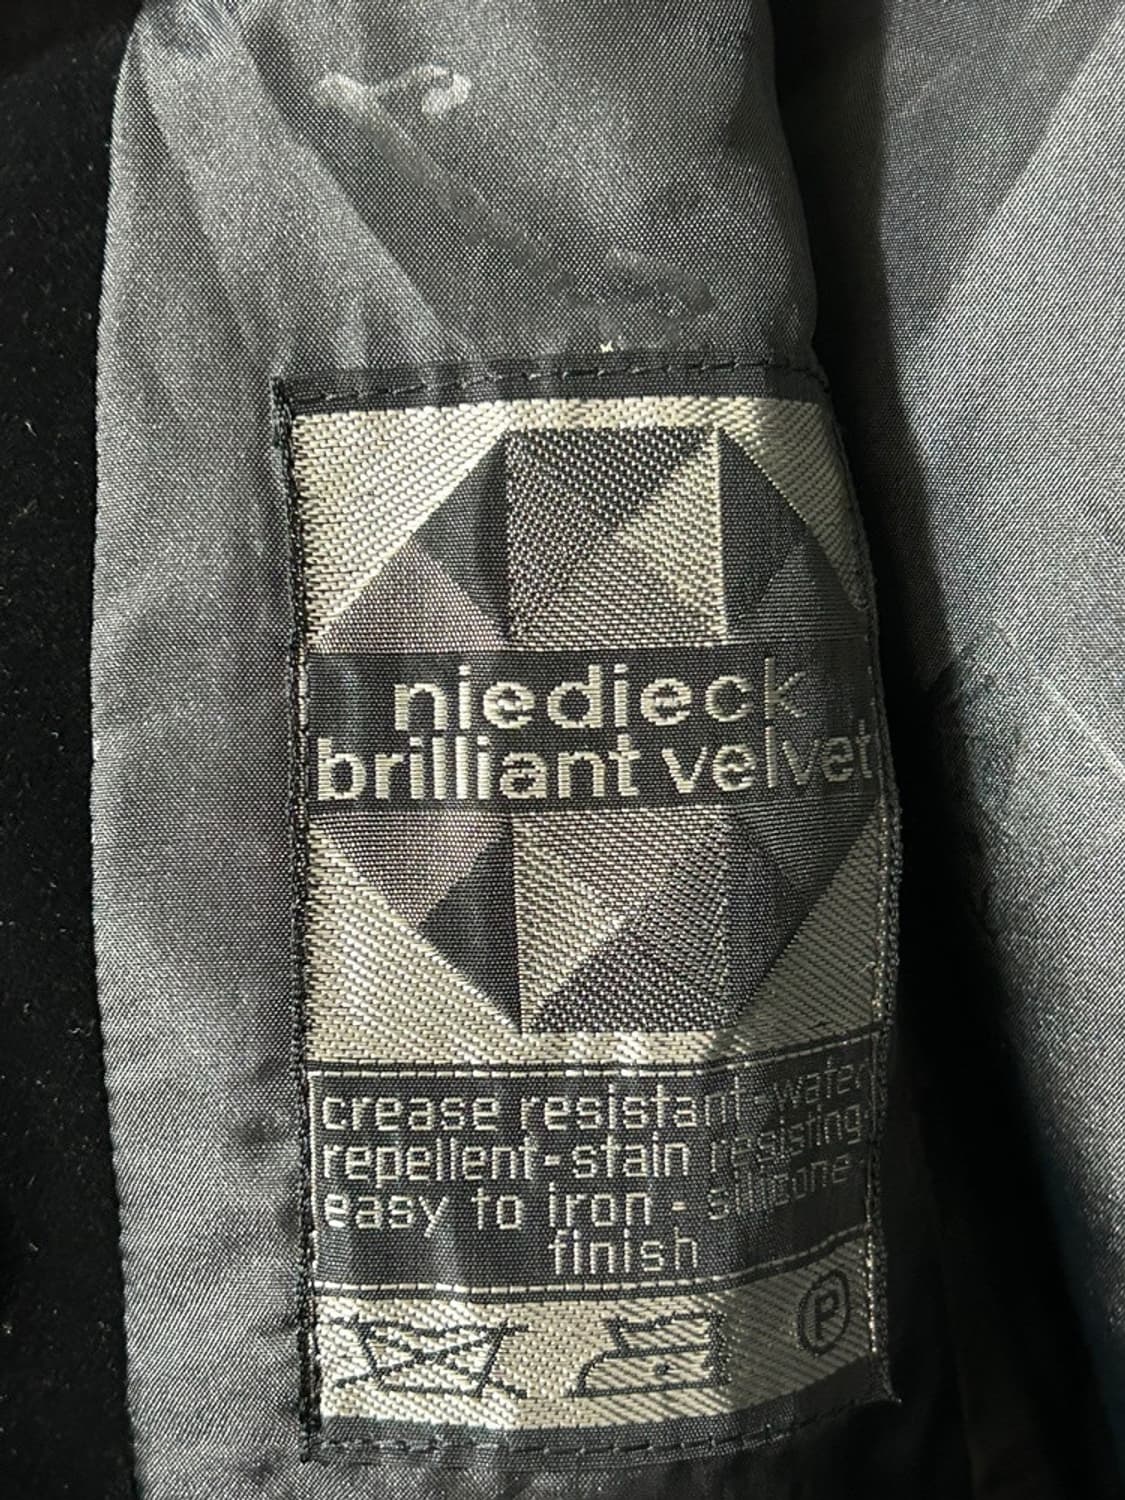 niedieck
brilliant velvet
crease resistant-water
repellent-stain resisting
easy to iron - silicone
finish
P